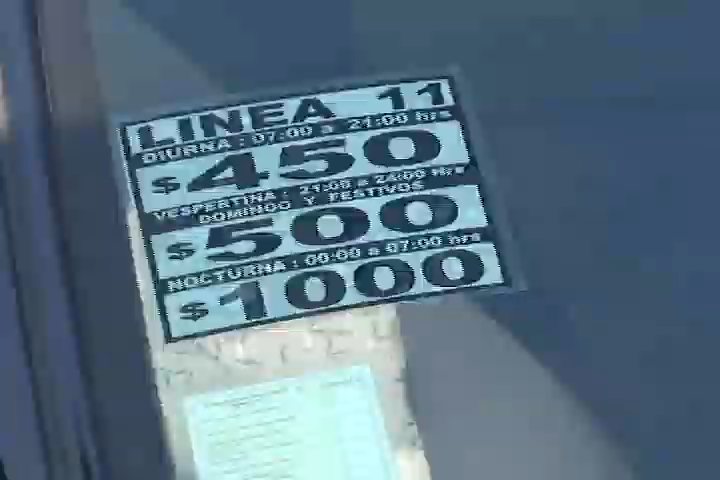 LINEA 11
DIURNA : 07:00 a 21:00 hrs
$450
VESPERTINA : 21:00 a 24:00 Hrs
DOMINGO Y FESTIVOS
$500
NOCTURNA : 00:00 a 07:00 hrs
$1000